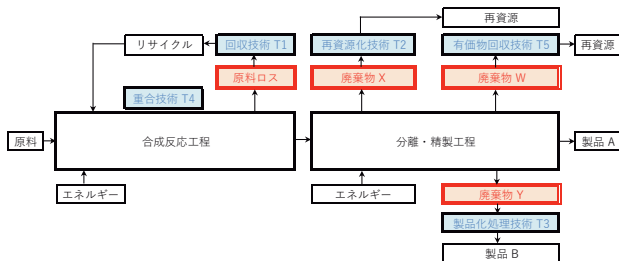 再資源
リサイクル
回収技術 T1
再資源化技術 T2
有価物回収技術 T5
再資源
原料ロス
廃棄物 X
廃棄物 W
重合技術 T4
原料
合成反応工程
分離・精製工程
製品 A
エネルギー
エネルギー
廃棄物 Y
製品化処理技術 T3
製品 B